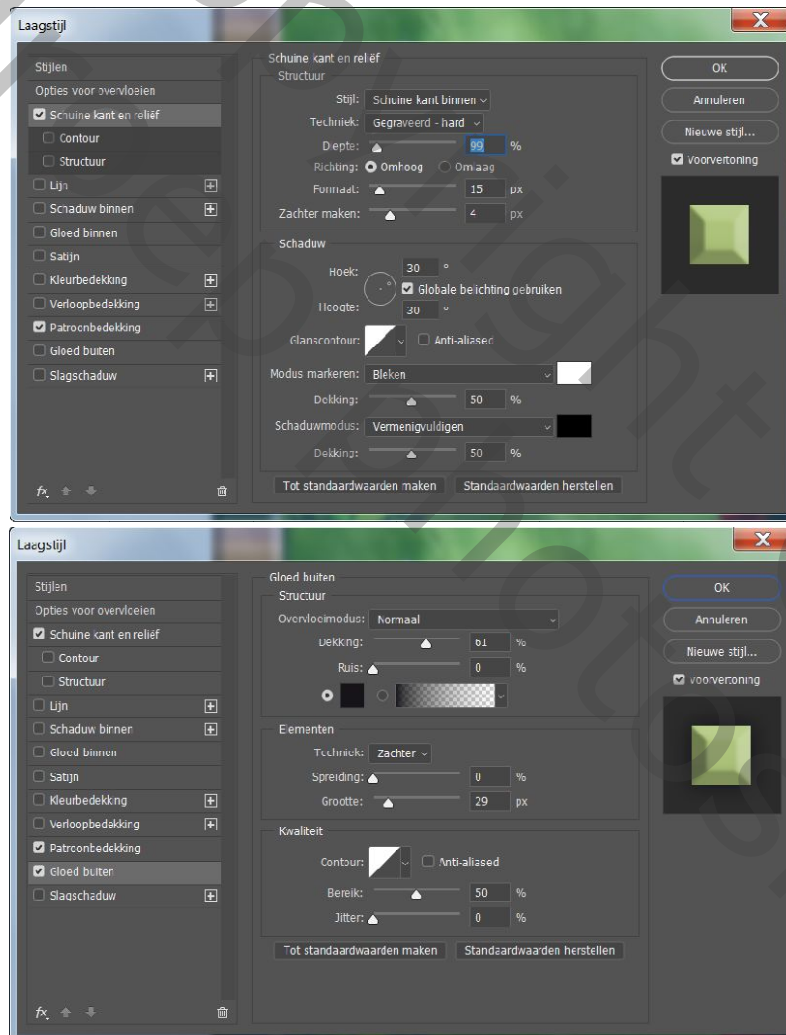 Laagstijl
Stijlen
Opties voor overvloeien
Schuine kant en reliëf
Contour
Structuur
Lijn
Schaduw binnen
Gloed binnen
Satijn
Kleurbedekking
Verloopbedekking
Patroonbedekking
Gloed buiten
Slagschaduw
fx
Schuine kant en reliëf
Structuur
Stijl: Schuine kant binnen
Techniek: Gegraveerd - hard
Diepte: 99 %
Richting: Omhoog Omlaag
Formaat: 15 px
Zachter maken: 4 px
Schaduw
Hoek: 30 °
Globale belichting gebruiken
Hoogte: 30 °
Glanscontour: Anti-aliased
Modus markeren: Bleken
Dekking: 50 %
Schaduwmodus: Vermenigvuldigen
Dekking: 50 %
Tot standaardwaarden maken Standaardwaarden herstellen
OK
Annuleren
Nieuwe stijl...
Voorvertoning
Laagstijl
Stijlen
Opties voor overvloeien
Schuine kant en reliëf
Contour
Structuur
Lijn
Schaduw binnen
Gloed binnen
Satijn
Kleurbedekking
Verloopbedekking
Patroonbedekking
Gloed buiten
Slagschaduw
fx
Gloed buiten
Structuur
Overvloeimodus: Normaal
Dekking: 61 %
Ruis: 0 %
Elementen
Techniek: Zachter
Spreiding: 0 %
Grootte: 29 px
Kwaliteit
Contour: Anti-aliased
Bereik: 50 %
Jitter: 0 %
Tot standaardwaarden maken Standaardwaarden herstellen
OK
Annuleren
Nieuwe stijl...
Voorvertoning